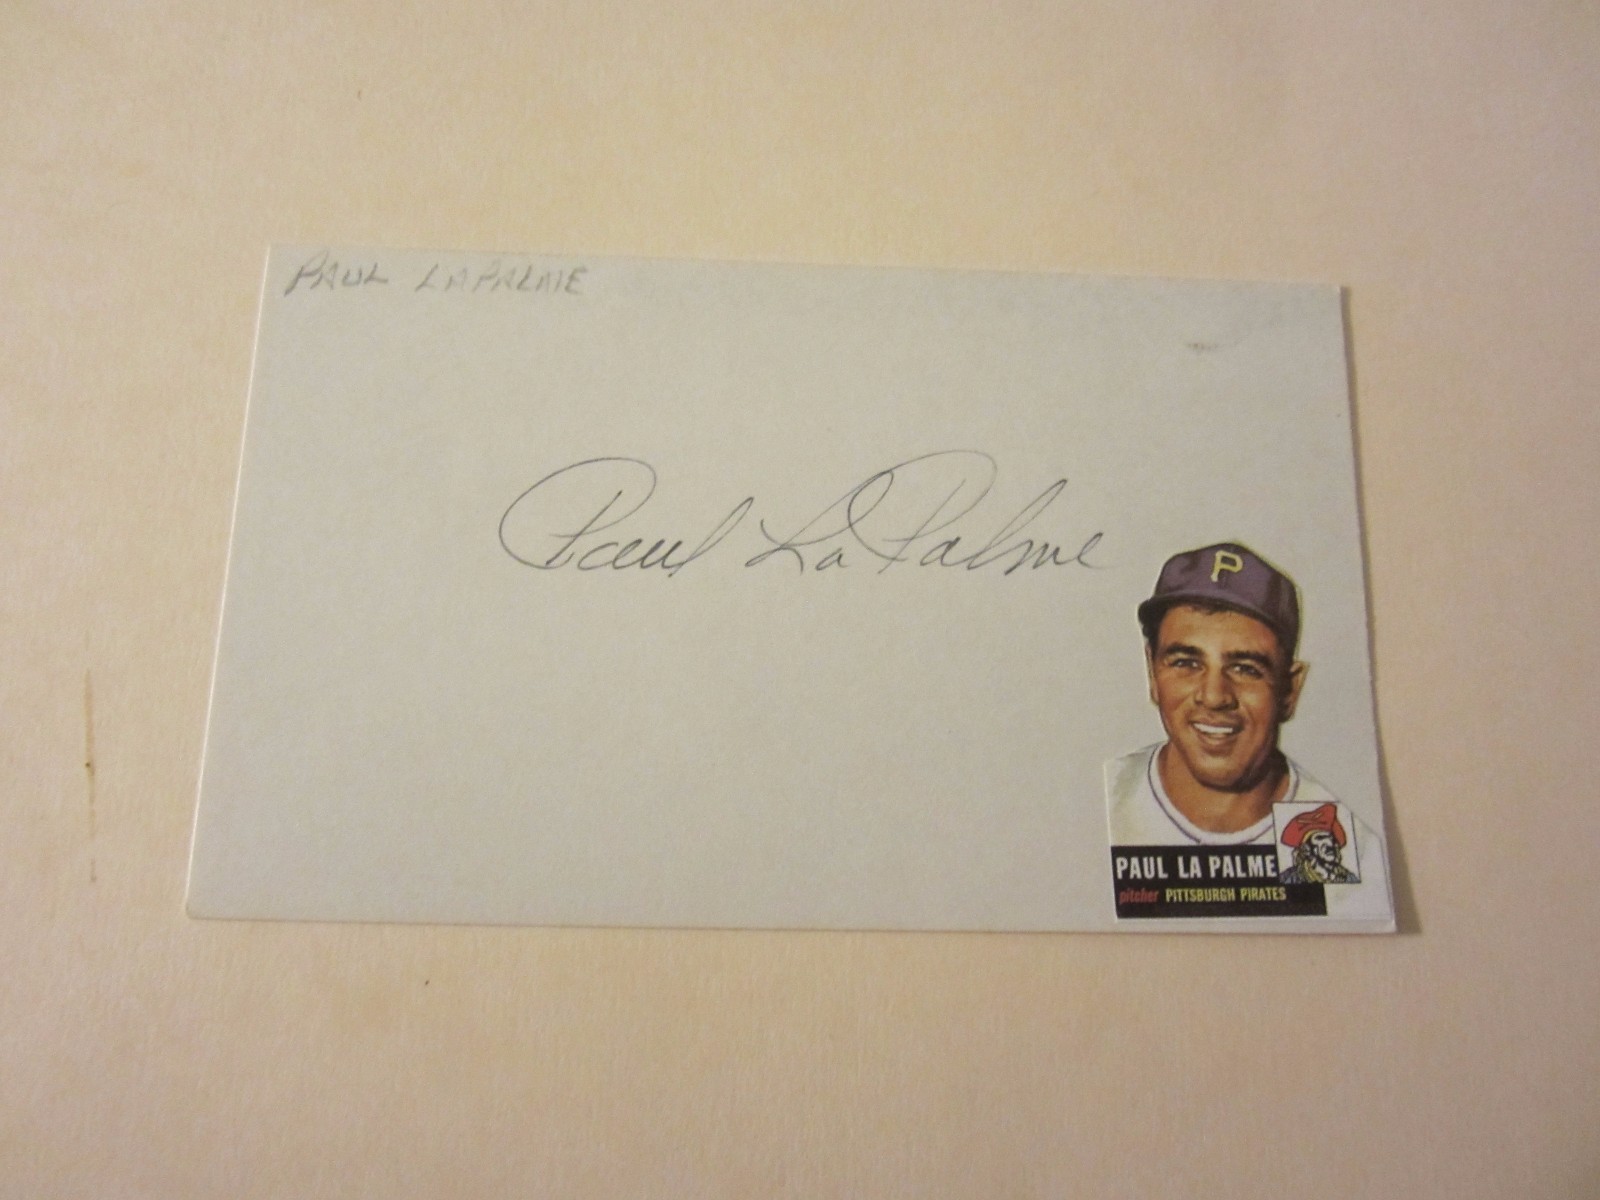 PAUL LAPALME
Paul LaPalme
P
PAUL LA PALME
pitcher PITTSBURGH PIRATES